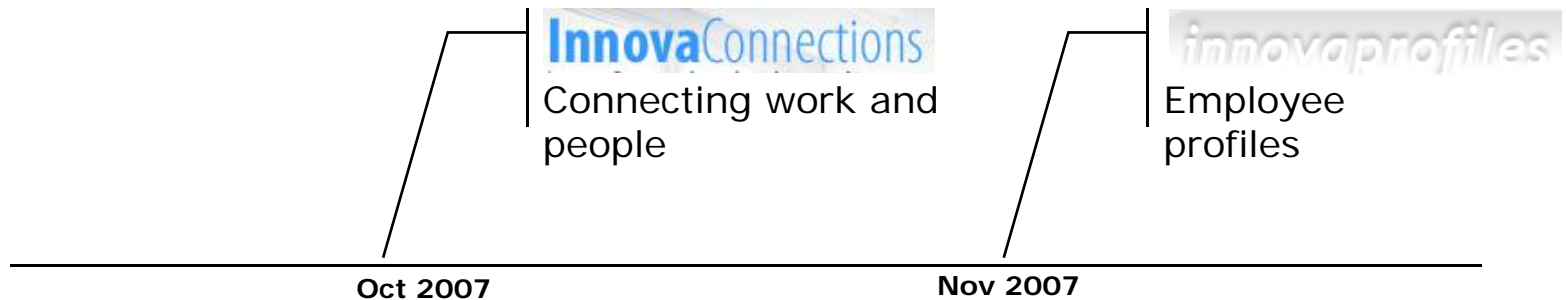 InnovaConnections
Connecting work and
people
innovaprofiles
Employee
profiles
Oct 2007
Nov 2007